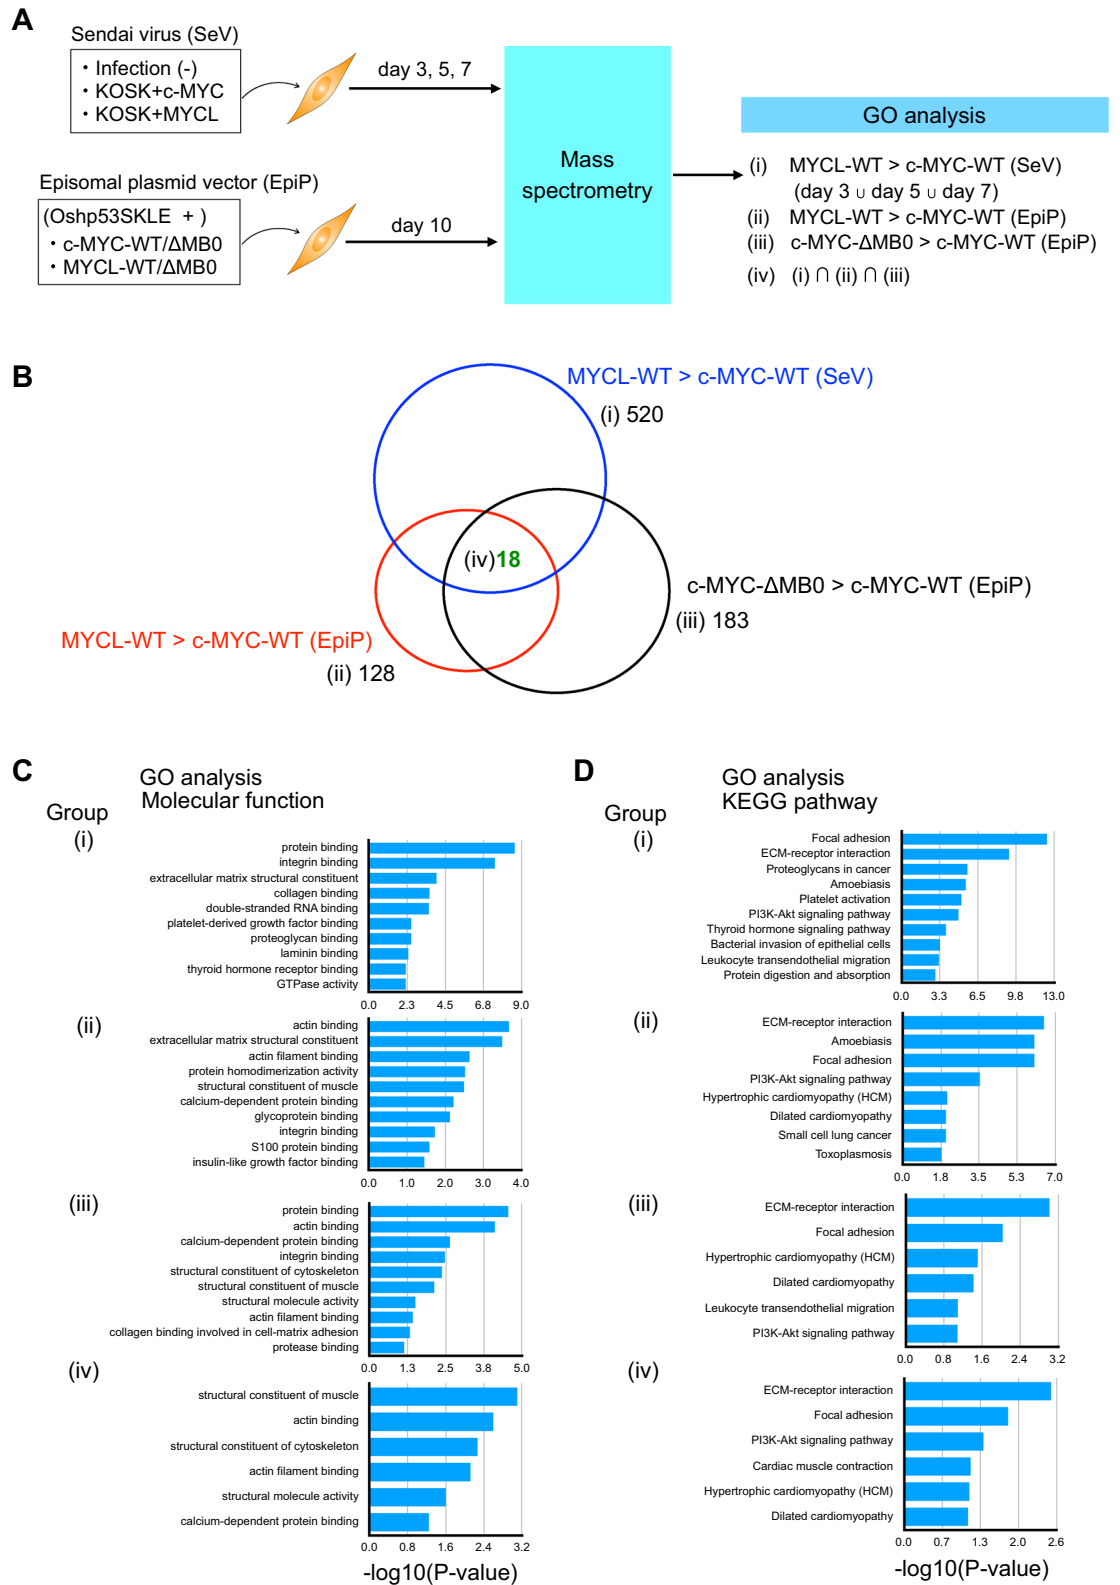 A
Sendai virus (SeV)
・Infection (-)
・KOSK+c-MYC
・KOSK+MYCL
day 3, 5, 7
Episomal plasmid vector (EpiP)
(Oshp53SKLE + )
・c-MYC-WT/ΔMB0
・MYCL-WT/ΔMB0
day 10
Mass
spectrometry
GO analysis
(i) MYCL-WT > c-MYC-WT (SeV)
(day 3 ∪ day 5 ∪ day 7)
(ii) MYCL-WT > c-MYC-WT (EpiP)
(iii) c-MYC-ΔMB0 > c-MYC-WT (EpiP)
(iv) (i) ∩ (ii) ∩ (iii)
B
MYCL-WT > c-MYC-WT (SeV)
(i) 520
(iv)18
c-MYC-ΔMB0 > c-MYC-WT (EpiP)
(iii) 183
MYCL-WT > c-MYC-WT (EpiP)
(ii) 128
C
GO analysis
Molecular function
Group
(i)
protein binding
integrin binding
extracellular matrix structural constituent
collagen binding
double-stranded RNA binding
platelet-derived growth factor binding
proteoglycan binding
laminin binding
thyroid hormone receptor binding
GTPase activity
0.0 2.3 4.5 6.8 9.0
(ii)
actin binding
extracellular matrix structural constituent
actin filament binding
protein homodimerization activity
structural constituent of muscle
calcium-dependent protein binding
glycoprotein binding
integrin binding
S100 protein binding
insulin-like growth factor binding
0.0 1.0 2.0 3.0 4.0
(iii)
protein binding
actin binding
calcium-dependent protein binding
integrin binding
structural constituent of cytoskeleton
structural constituent of muscle
structural molecule activity
actin filament binding
collagen binding involved in cell-matrix adhesion
protease binding
0.0 1.3 2.5 3.8 5.0
(iv)
structural constituent of muscle
actin binding
structural constituent of cytoskeleton
actin filament binding
structural molecule activity
calcium-dependent protein binding
0.0 0.8 1.6 2.4 3.2
-log10(P-value)
D
GO analysis
KEGG pathway
Group
(i)
Focal adhesion
ECM-receptor interaction
Proteoglycans in cancer
Amoebiasis
Platelet activation
PI3K-Akt signaling pathway
Thyroid hormone signaling pathway
Bacterial invasion of epithelial cells
Leukocyte transendothelial migration
Protein digestion and absorption
0.0 3.3 6.5 9.8 13.0
(ii)
ECM-receptor interaction
Amoebiasis
Focal adhesion
PI3K-Akt signaling pathway
Hypertrophic cardiomyopathy (HCM)
Dilated cardiomyopathy
Small cell lung cancer
Toxoplasmosis
0.0 1.8 3.5 5.3 7.0
(iii)
ECM-receptor interaction
Focal adhesion
Hypertrophic cardiomyopathy (HCM)
Dilated cardiomyopathy
Leukocyte transendothelial migration
PI3K-Akt signaling pathway
0.0 0.8 1.6 2.4 3.2
(iv)
ECM-receptor interaction
Focal adhesion
PI3K-Akt signaling pathway
Cardiac muscle contraction
Hypertrophic cardiomyopathy (HCM)
Dilated cardiomyopathy
0.0 0.7 1.3 2.0 2.6
-log10(P-value)